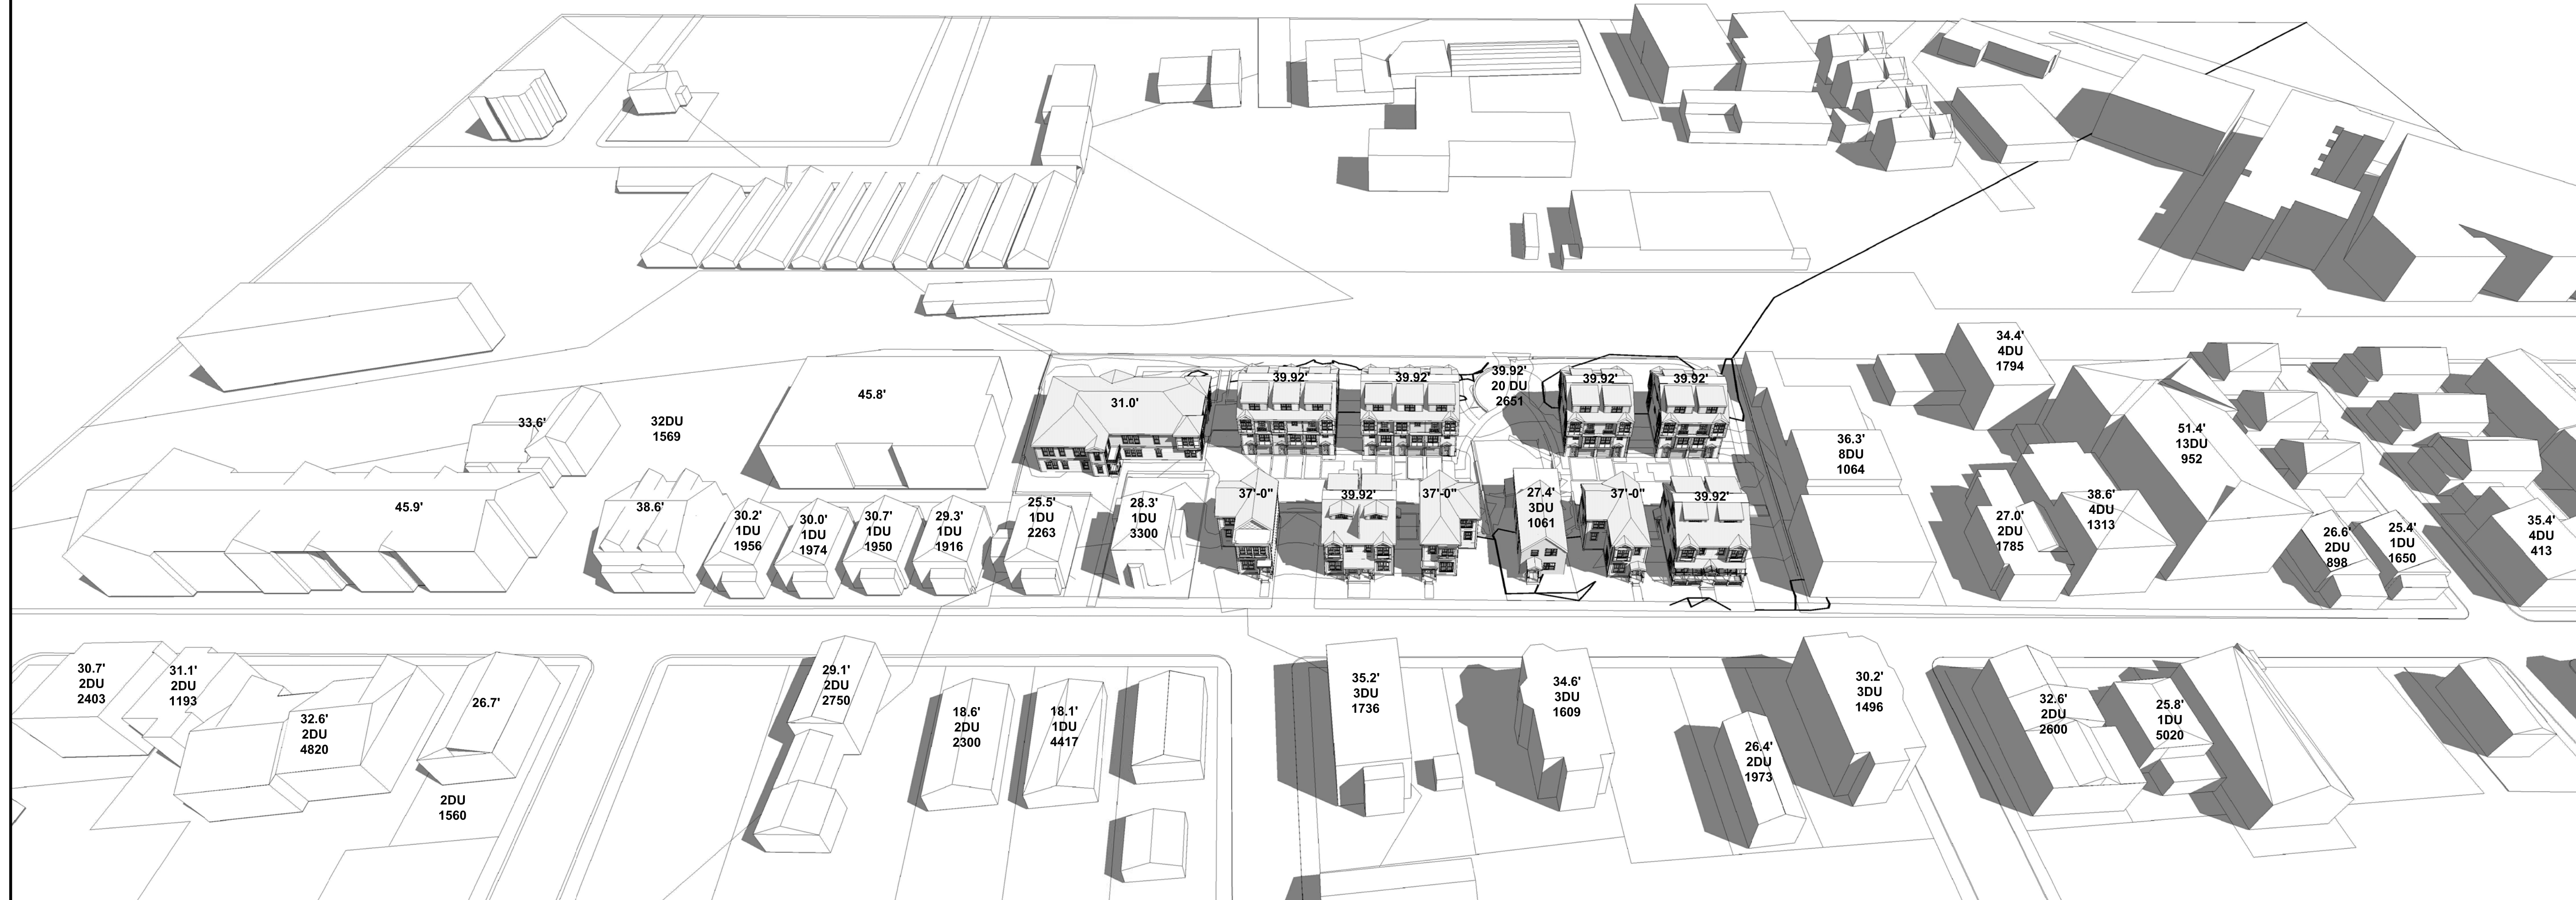 34.4'
4DU
1794
45.8'
31.0'
39.92'
39.92'
39.92'
20 DU
2651
39.92'
39.92'
33.6'
32DU
1569
36.3'
8DU
1064
51.4'
13DU
952
45.9'
38.6'
30.2'
1DU
1956
30.0'
1DU
1974
30.7'
1DU
1950
29.3'
1DU
1916
25.5'
1DU
2263
28.3'
1DU
3300
37'-0"
39.92'
37'-0"
27.4'
3DU
1061
37'-0"
39.92'
27.0'
2DU
1785
38.6'
4DU
1313
26.6'
2DU
898
25.4'
1DU
1650
35.4'
4DU
413
30.7'
2DU
2403
31.1'
2DU
1193
32.6'
2DU
4820
26.7'
2DU
1560
29.1'
2DU
2750
18.6'
2DU
2300
18.1'
1DU
4417
35.2'
3DU
1736
34.6'
3DU
1609
26.4'
2DU
1973
30.2'
3DU
1496
32.6'
2DU
2600
25.8'
1DU
5020